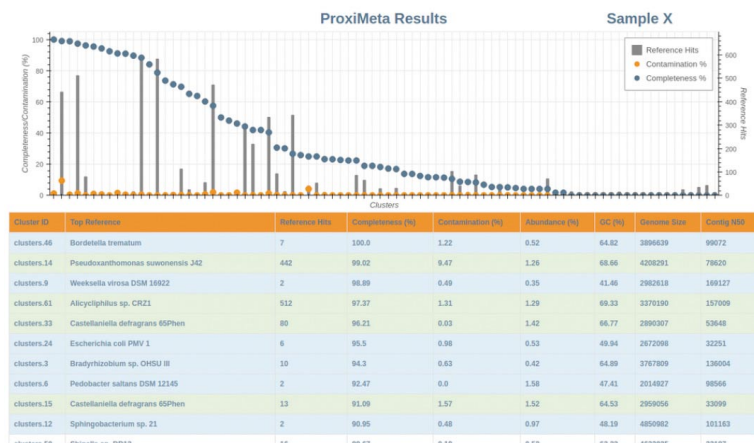 ProxiMeta Results Sample X
100
80
60
40
20
0
Completeness/Contamination (%)
600
500
400
300
200
100
0
Reference Hits
Reference Hits
Contamination %
Completeness %
Clusters
Cluster ID Top Reference Reference Hits Completeness (%) Contamination (%) Abundance (%) GC (%) Genome Size Contig N50
clusters.46 Bordetella trematum 7 100.0 1.22 0.52 64.82 3896639 99072
clusters.14 Pseudoxanthomonas suwonensis J42 442 99.02 9.47 1.26 68.66 4208291 78620
clusters.9 Weeksella virosa DSM 16922 2 98.89 0.49 0.35 41.46 2982618 169127
clusters.61 Alicycliphilus sp. CRZ1 512 97.37 1.31 1.29 69.33 3370190 157009
clusters.33 Castellaniella defragrans 65Phen 80 96.21 0.03 1.42 66.77 2890307 53648
clusters.24 Escherichia coli PMV 1 6 95.5 0.98 0.53 49.94 2672098 32251
clusters.3 Bradyrhizobium sp. OHSU III 10 94.3 0.63 0.42 64.89 3767809 136004
clusters.6 Pedobacter saltans DSM 12145 2 92.47 0.0 1.58 47.41 2014927 98566
clusters.15 Castellaniella defragrans 65Phen 13 91.09 1.57 1.52 64.53 2959056 33099
clusters.12 Sphingobacterium sp. 21 2 90.95 0.48 0.97 48.19 4850982 101163